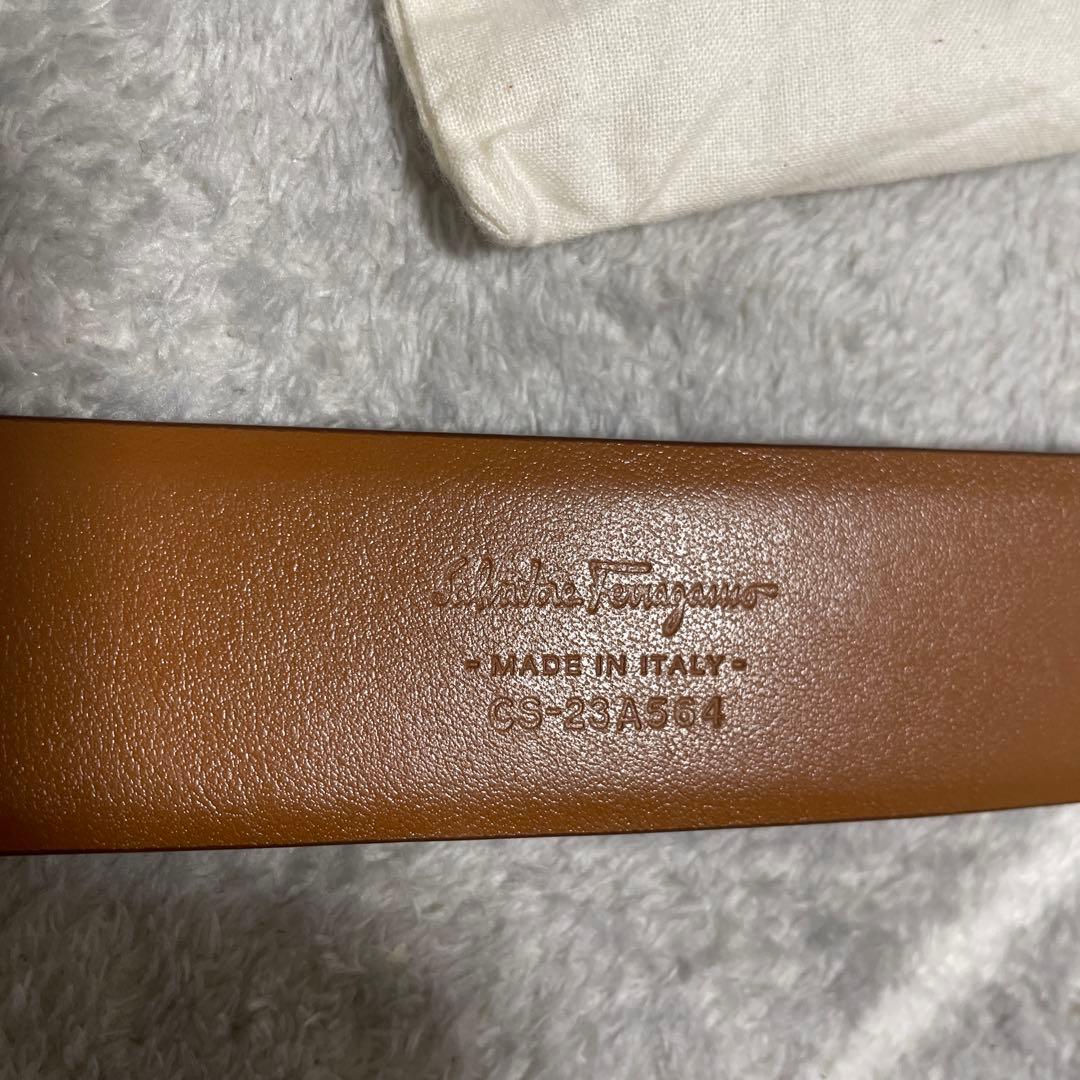 Salvatore Ferragamo
- MADE IN ITALY -
CS-23A564